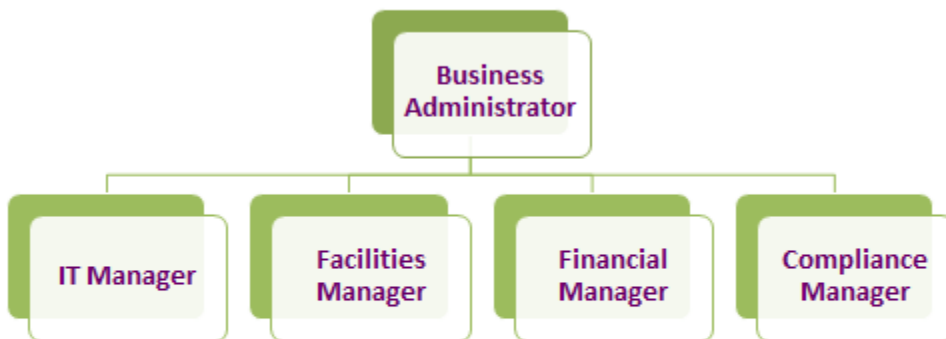 Business
Administrator
IT Manager
Facilities
Manager
Financial
Manager
Compliance
Manager